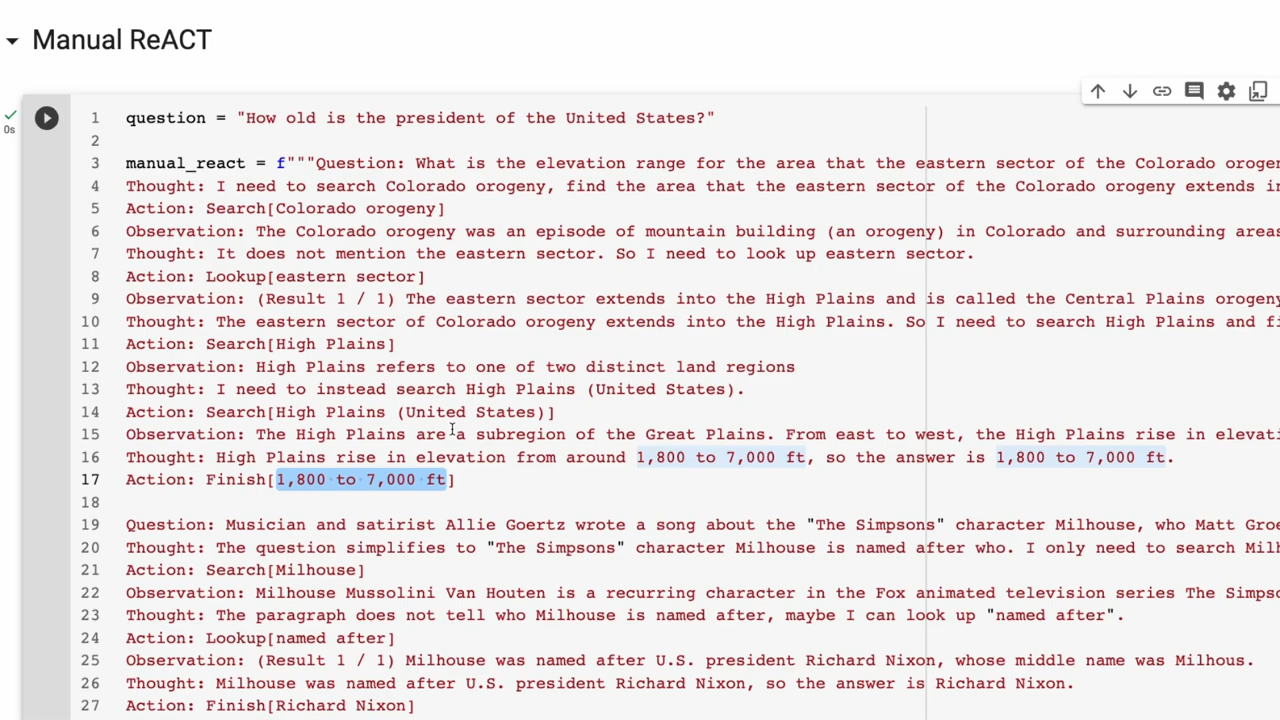 Manual ReACT
0s
1 question = "How old is the president of the United States?"
2
3 manual_react = f"""Question: What is the elevation range for the area that the eastern sector of the Colorado
4 Thought: I need to search Colorado orogeny, find the area that the eastern sector of the Colorado orogeny extends
5 Action: Search[Colorado orogeny]
6 Observation: The Colorado orogeny was an episode of mountain building (an orogeny) in Colorado and surrounding areas
7 Thought: It does not mention the eastern sector. So I need to look up eastern sector.
8 Action: Lookup[eastern sector]
9 Observation: (Result 1 / 1) The eastern sector extends into the High Plains and is called the Central Plains orogeny
10 Thought: The eastern sector of Colorado orogeny extends into the High Plains. So I need to search High Plains and
11 Action: Search[High Plains]
12 Observation: High Plains refers to one of two distinct land regions
13 Thought: I need to instead search High Plains (United States).
14 Action: Search[High Plains (United States)]
15 Observation: The High Plains are a subregion of the Great Plains. From east to west, the High Plains rise in
16 Thought: High Plains rise in elevation from around 1,800 to 7,000 ft, so the answer is 1,800 to 7,000 ft.
17 Action: Finish[1,800 to 7,000 ft]
18
19 Question: Musician and satirist Allie Goertz wrote a song about the "The Simpsons" character Milhouse, who Matt
20 Thought: The question simplifies to "The Simpsons" character Milhouse is named after who. I only need to search
21 Action: Search[Milhouse]
22 Observation: Milhouse Mussolini Van Houten is a recurring character in the Fox animated television series The
23 Thought: The paragraph does not tell who Milhouse is named after, maybe I can look up "named after".
24 Action: Lookup[named after]
25 Observation: (Result 1 / 1) Milhouse was named after U.S. president Richard Nixon, whose middle name was Milhous.
26 Thought: Milhouse was named after U.S. president Richard Nixon, so the answer is Richard Nixon.
27 Action: Finish[Richard Nixon]